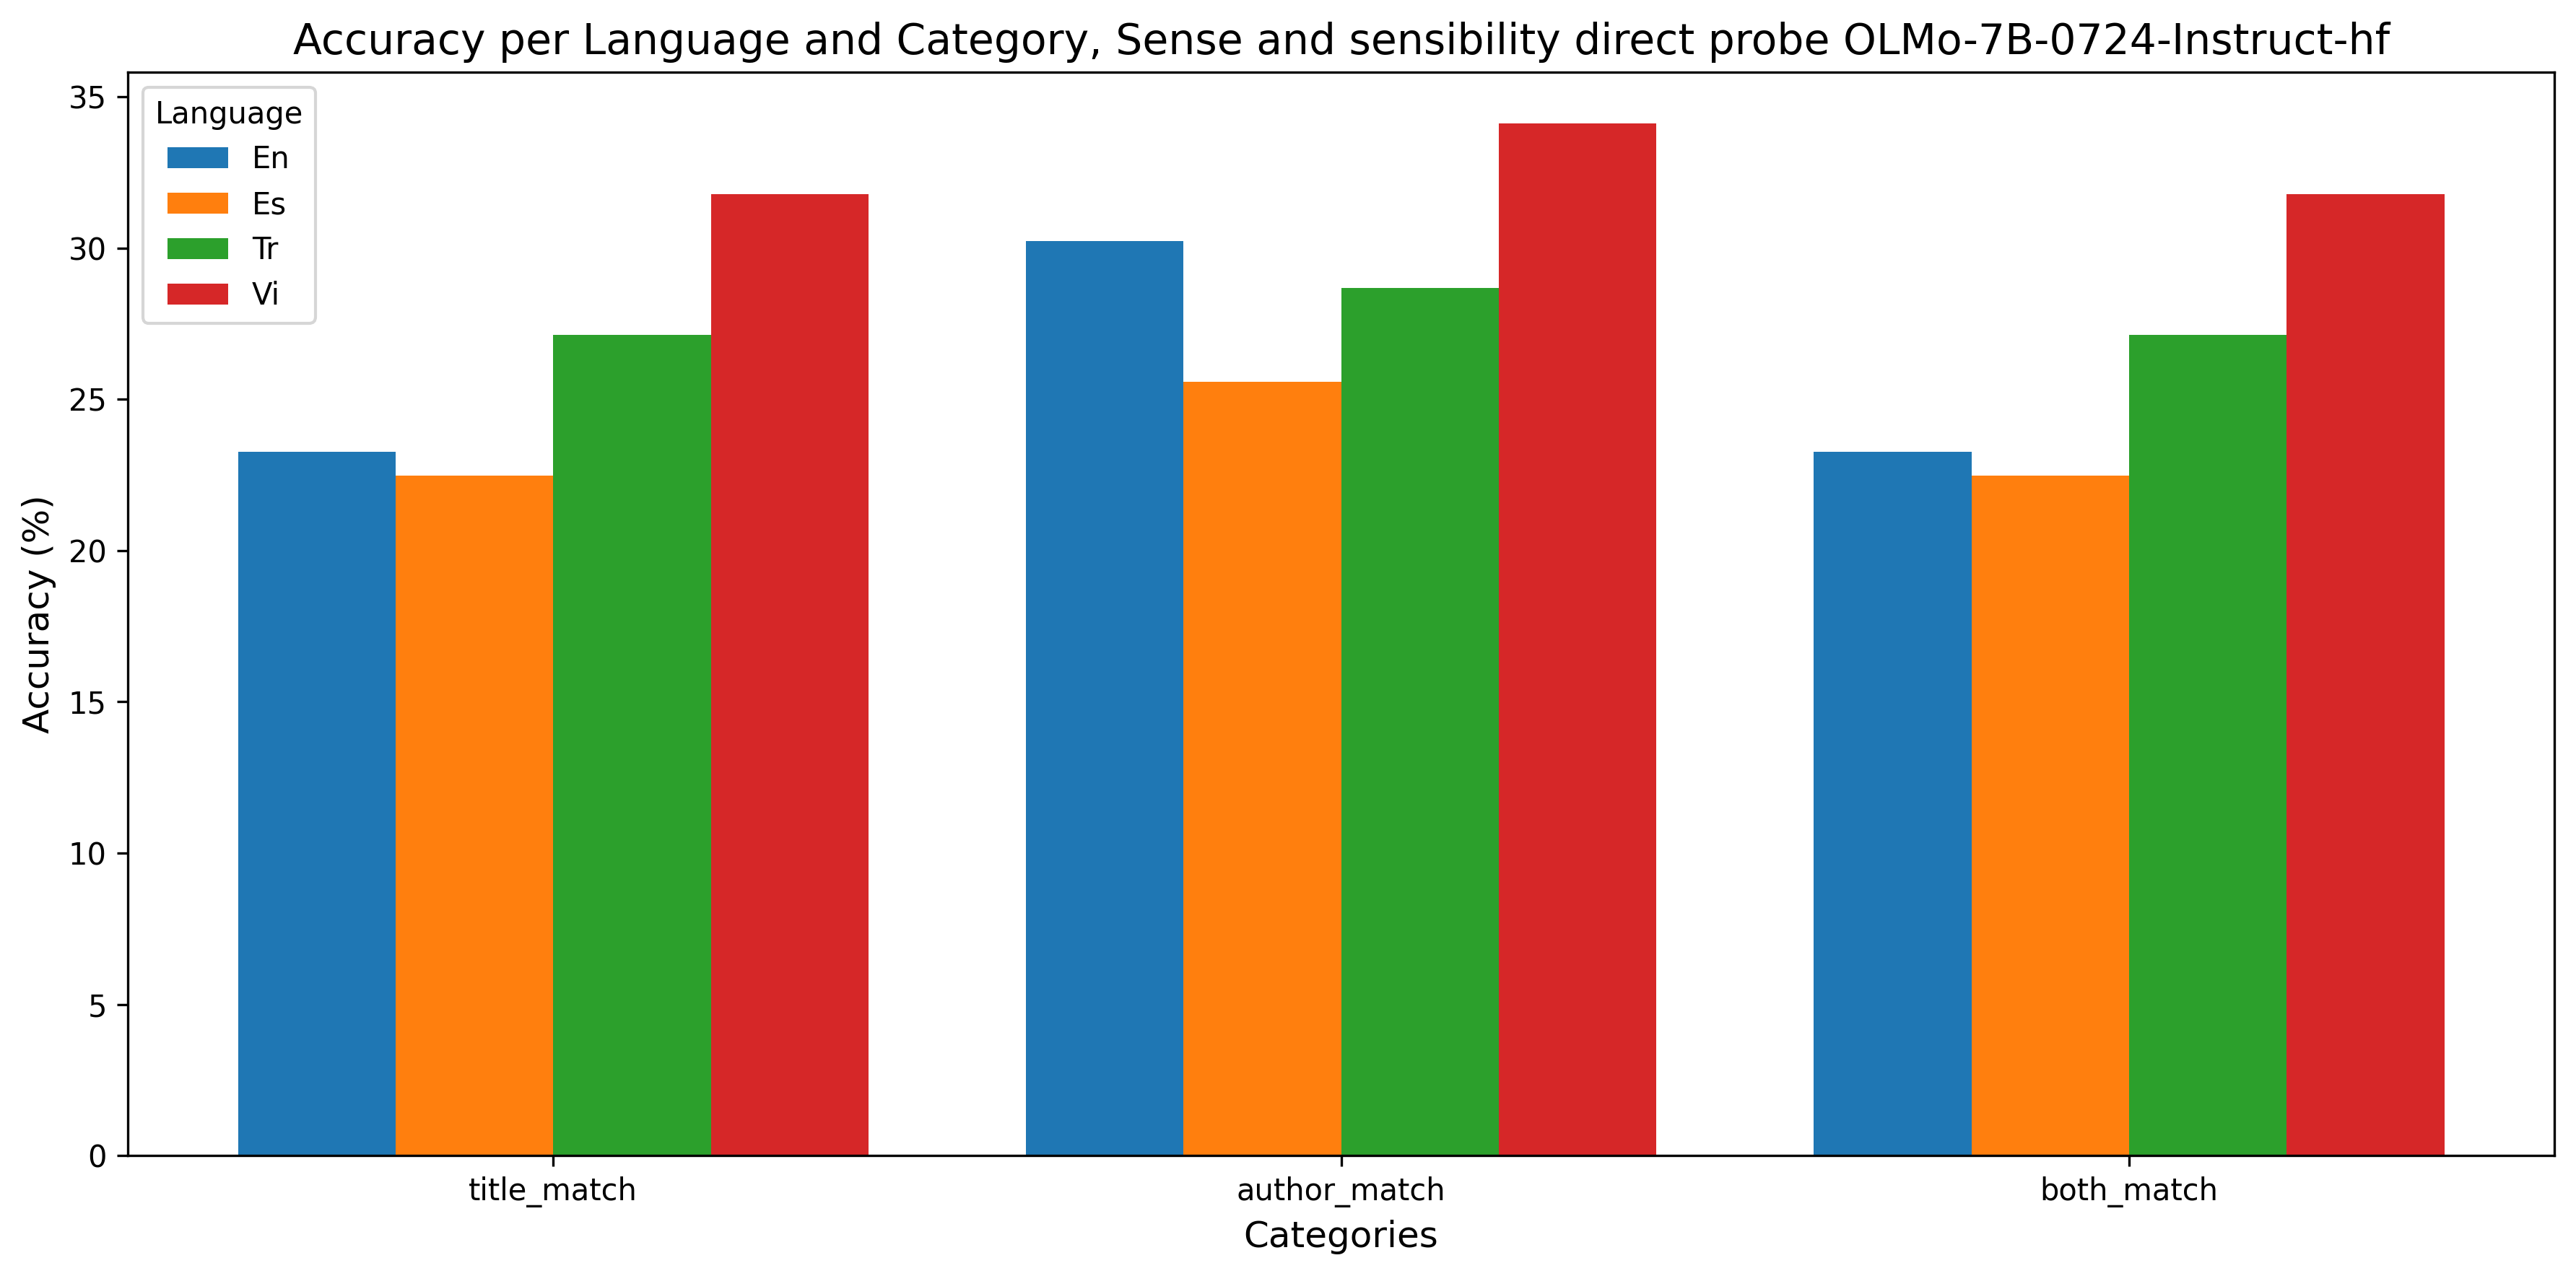 Accuracy per Language and Category, Sense and sensibility direct probe OLMo-7B-0724-Instruct-hf
Language
En
Es
Tr
Vi
Accuracy (%)
35
30
25
20
15
10
5
0
title_match
author_match
both_match
Categories